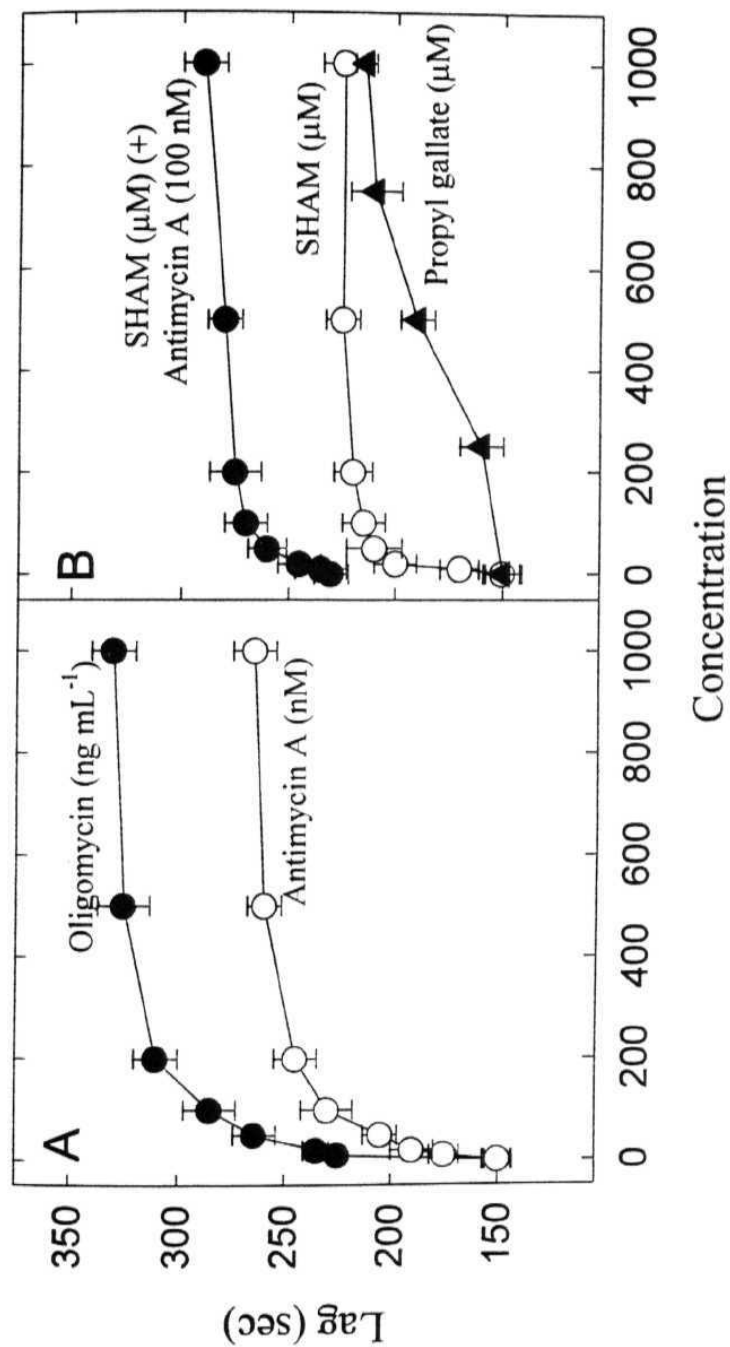 A
B
350
300
250
200
150
Lag (sec)
Oligomycin (ng mL-1)
Antimycin A (nM)
SHAM (μM) (+)
Antimycin A (100 nM)
SHAM (μM)
Propyl gallate (μM)
0 200 400 600 800 1000
0 200 400 600 800 1000
Concentration